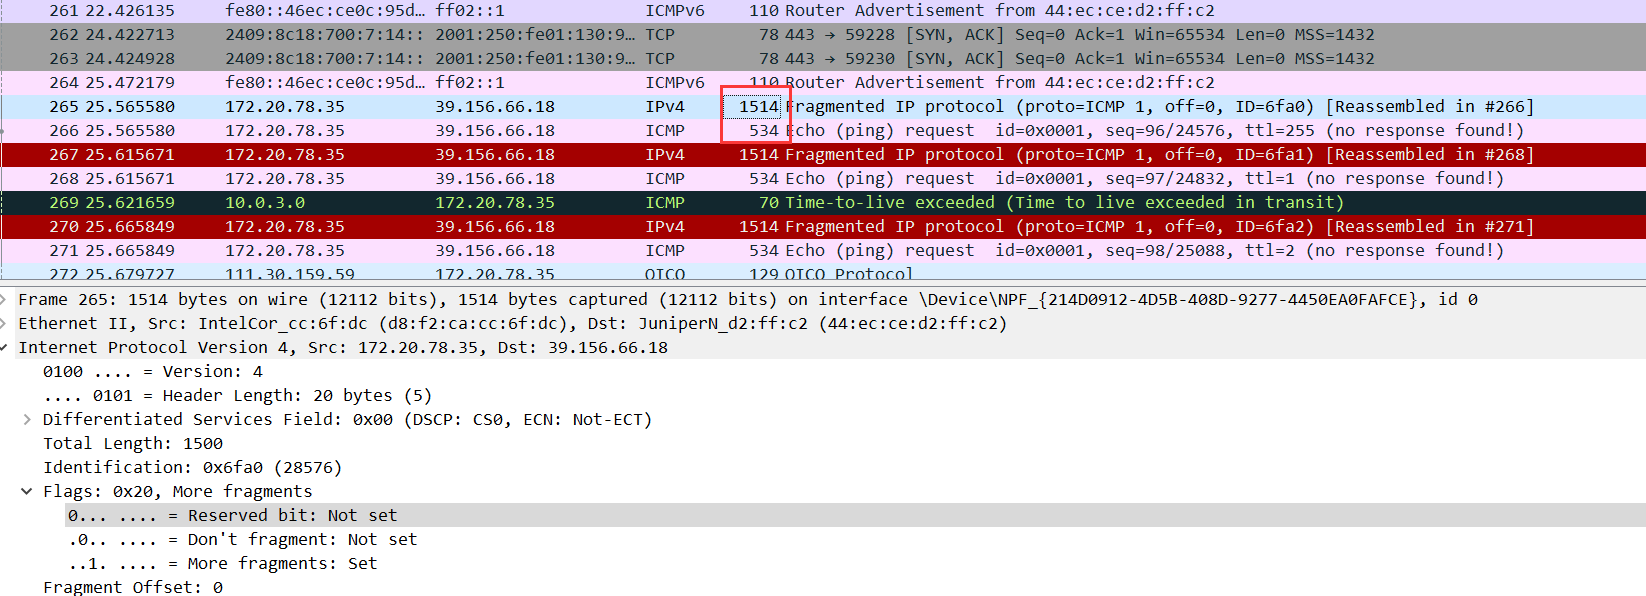 261 22.426135 fe80::46ec:ce0c:95d… ff02::1 ICMPv6 110 Router Advertisement from 44:ec:ce:d2:ff:c2
262 24.422713 2409:8c18:700:7:14:: 2001:250:fe01:130:9… TCP 78 443 → 59228 [SYN, ACK] Seq=0 Ack=1 Win=65534 Len=0 MSS=1432
263 24.424928 2409:8c18:700:7:14:: 2001:250:fe01:130:9… TCP 78 443 → 59230 [SYN, ACK] Seq=0 Ack=1 Win=65534 Len=0 MSS=1432
264 25.472179 fe80::46ec:ce0c:95d… ff02::1 ICMPv6 110 Router Advertisement from 44:ec:ce:d2:ff:c2
265 25.565580 172.20.78.35 39.156.66.18 IPv4 1514 Fragmented IP protocol (proto=ICMP 1, off=0, ID=6fa0) [Reassembled in #266]
266 25.565580 172.20.78.35 39.156.66.18 ICMP 534 Echo (ping) request id=0x0001, seq=96/24576, ttl=255 (no response found!)
267 25.615671 172.20.78.35 39.156.66.18 IPv4 1514 Fragmented IP protocol (proto=ICMP 1, off=0, ID=6fa1) [Reassembled in #268]
268 25.615671 172.20.78.35 39.156.66.18 ICMP 534 Echo (ping) request id=0x0001, seq=97/24832, ttl=1 (no response found!)
269 25.621659 10.0.3.0 172.20.78.35 ICMP 70 Time-to-live exceeded (Time to live exceeded in transit)
270 25.665849 172.20.78.35 39.156.66.18 IPv4 1514 Fragmented IP protocol (proto=ICMP 1, off=0, ID=6fa2) [Reassembled in #271]
271 25.665849 172.20.78.35 39.156.66.18 ICMP 534 Echo (ping) request id=0x0001, seq=98/25088, ttl=2 (no response found!)
272 25.679727 111.30.159.59 172.20.78.35 OICQ 129 OICQ Protocol
Frame 265: 1514 bytes on wire (12112 bits), 1514 bytes captured (12112 bits) on interface \Device\NPF_{214D0912-4D5B-408D-9277-4450EA0FAFCE}, id 0
Ethernet II, Src: IntelCor_cc:6f:dc (d8:f2:ca:cc:6f:dc), Dst: JuniperN_d2:ff:c2 (44:ec:ce:d2:ff:c2)
Internet Protocol Version 4, Src: 172.20.78.35, Dst: 39.156.66.18
0100 .... = Version: 4
.... 0101 = Header Length: 20 bytes (5)
Differentiated Services Field: 0x00 (DSCP: CS0, ECN: Not-ECT)
Total Length: 1500
Identification: 0x6fa0 (28576)
Flags: 0x20, More fragments
0... .... = Reserved bit: Not set
.0.. .... = Don't fragment: Not set
..1. .... = More fragments: Set
Fragment Offset: 0